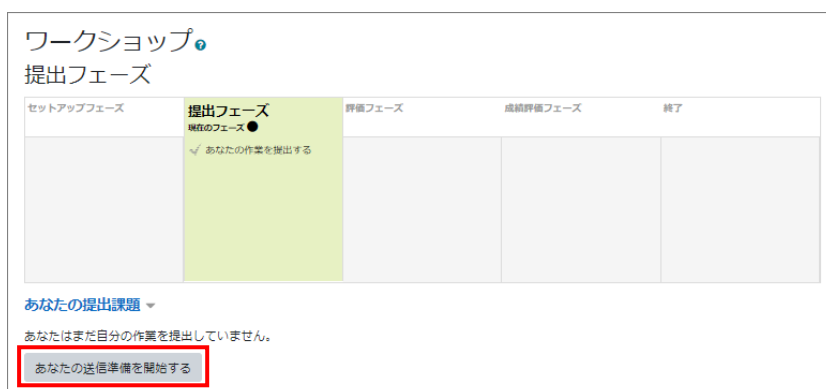 ワークショップ
提出フェーズ
セットアップフェーズ
提出フェーズ
現在のフェーズ
あなたの作業を提出する
評価フェーズ
成績評価フェーズ
終了
あなたの提出課題
あなたはまだ自分の作業を提出していません。
あなたの送信準備を開始する